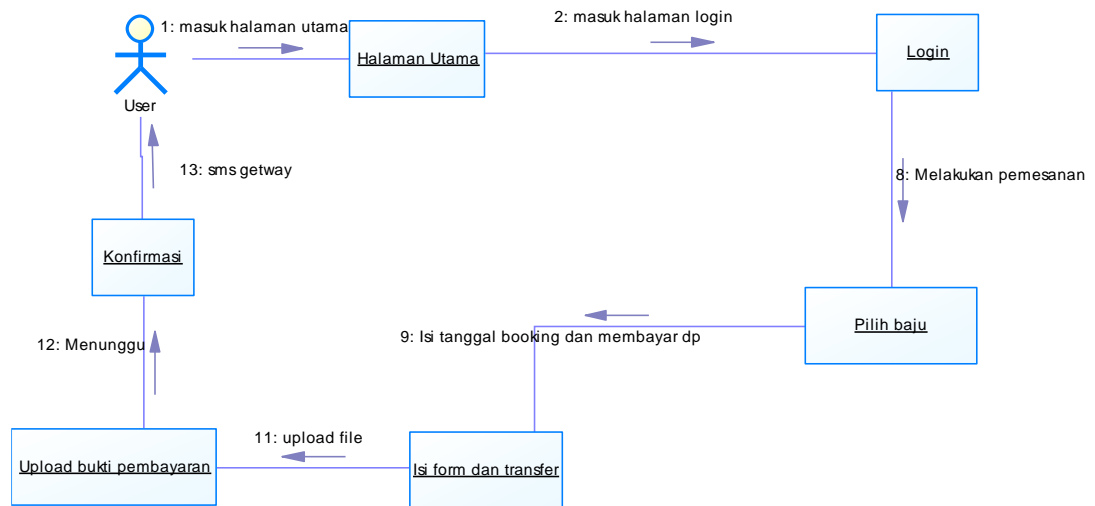 1: masuk halaman utama
2: masuk halaman login
Halaman Utama
Login
User
13: sms getway
8: Melakukan pemesanan
Konfirmasi
Pilih baju
9: Isi tanggal booking dan membayar dp
12: Menunggu
11: upload file
Upload bukti pembayaran
Isi form dan transfer